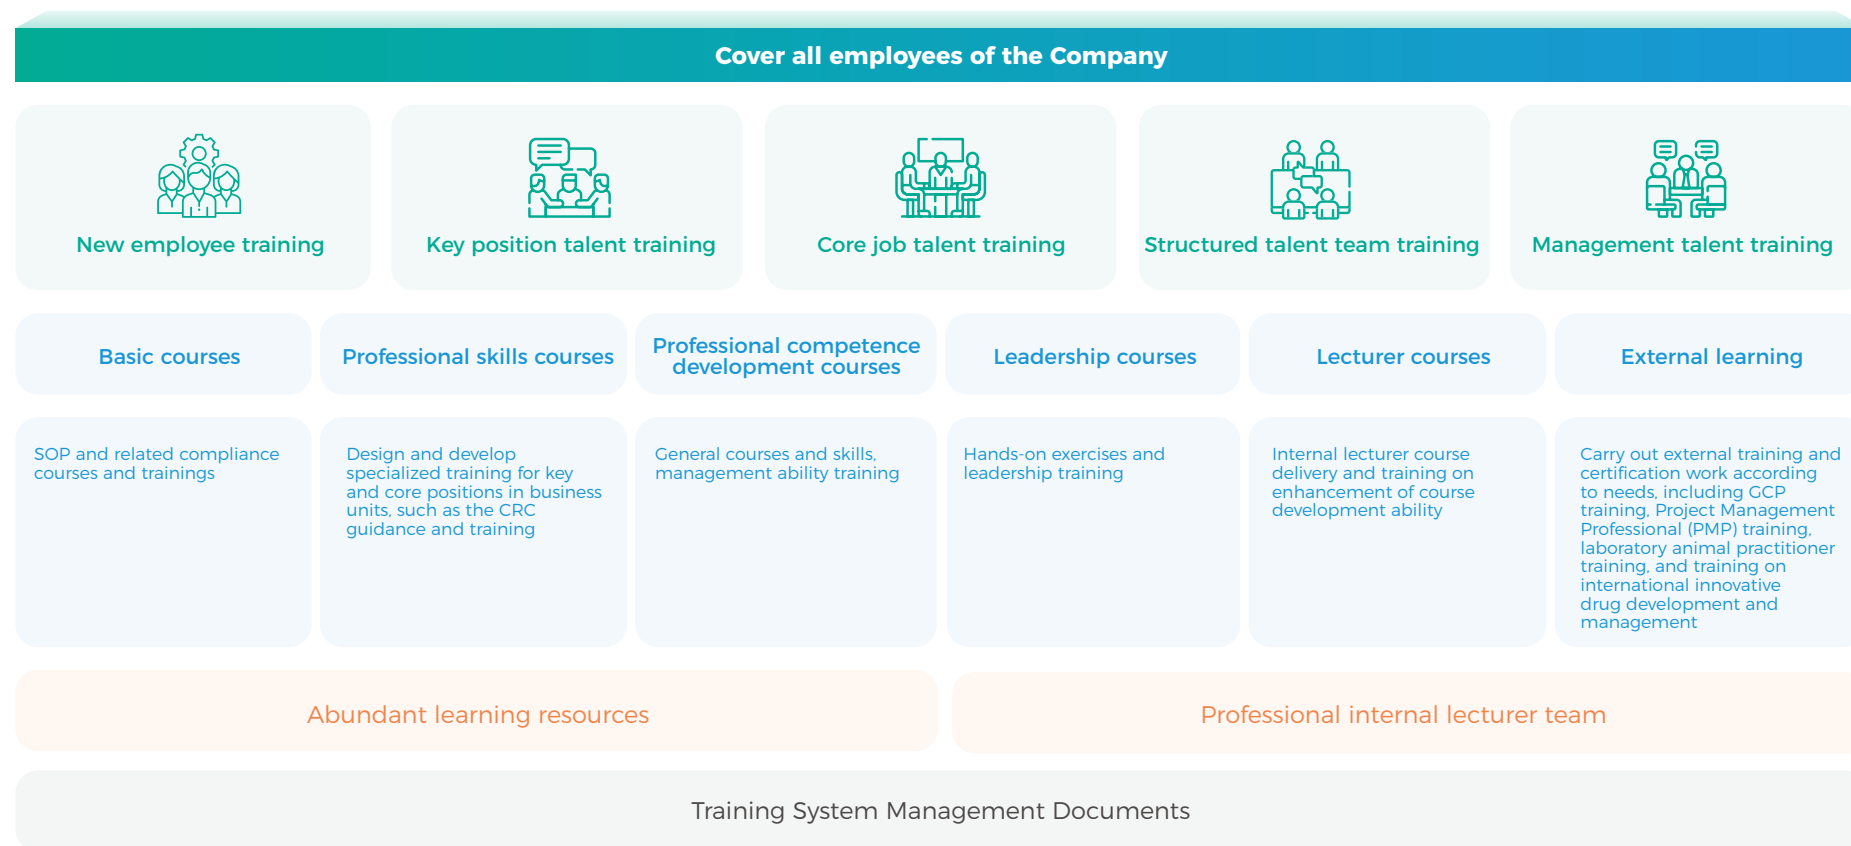 Cover all employees of the Company
New employee training
Key position talent training
Core job talent training
Structured talent team training
Management talent training
Basic courses
Professional skills courses
Professional competence
development courses
Leadership courses
Lecturer courses
External learning
SOP and related compliance
courses and trainings
Design and develop
specialized training for key
and core positions in business
units, such as the CRC
guidance and training
General courses and skills,
management ability training
Hands-on exercises and
leadership training
Internal lecturer course
delivery and training on
enhancement of course
development ability
Carry out external training and
certification work according
to needs, including GCP
training, Project Management
Professional (PMP) training,
laboratory animal practitioner
training, and training on
international innovative
drug development and
management
Abundant learning resources
Professional internal lecturer team
Training System Management Documents